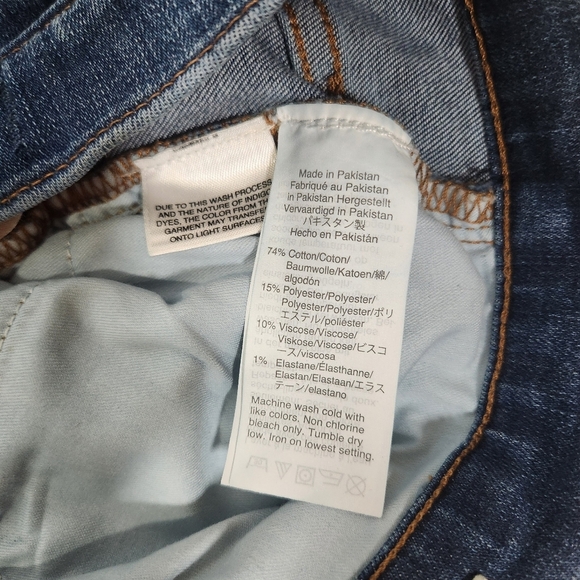 DUE TO THIS WASH PROCESS
AND THE NATURE OF INDIGO
DYES, THE COLOR FROM THE
GARMENT MAY TRANSFER
ONTO LIGHT SURFACES
Made in Pakistan
Fabriqué au Pakistan
in Pakistan Hergestellt
Vervaardigd in Pakistan
パキスタン製
Hecho en Pakistán
74% Cotton/Coton/
Baumwolle/Katoen/綿/
algodón
15% Polyester/Polyester/
Polyester/Polyester/ポリ
エステル/poliéster
10% Viscose/Viscose/
Viskose/Viscose/ビスコ
ース/viscosa
1% Elastane/Élasthanne/
Elastan/Elastaan/エラス
テーン/elastano
Machine wash cold with
like colors. Non chlorine
bleach only. Tumble dry
low. Iron on lowest setting.